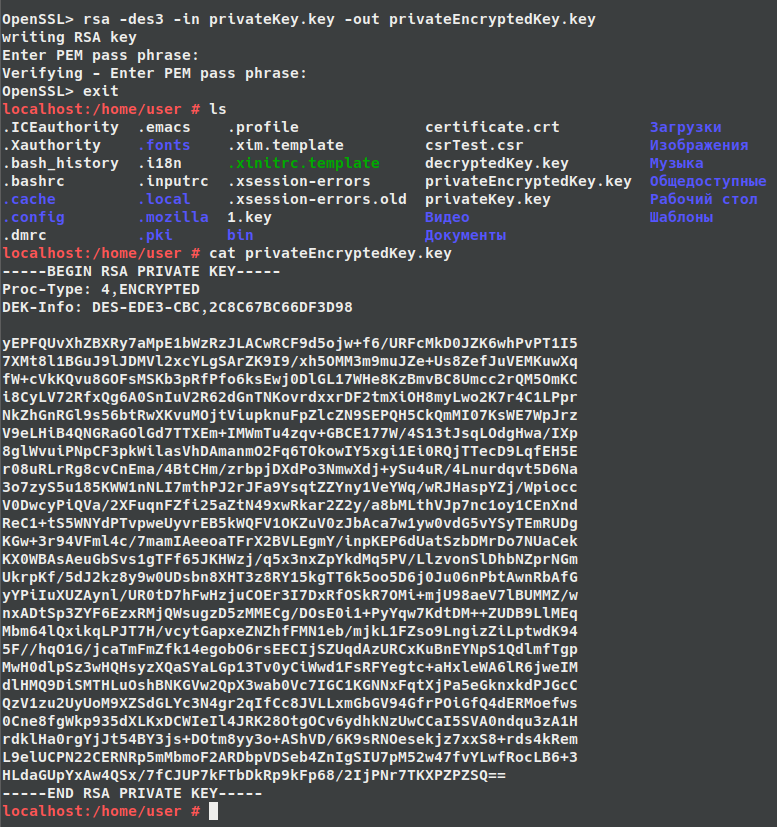 OpenSSL> rsa -des3 -in privateKey.key -out privateEncryptedKey.key
writing RSA key
Enter PEM pass phrase:
Verifying - Enter PEM pass phrase:
OpenSSL> exit
localhost:/home/user # ls
.ICEauthority .emacs .profile certificate.crt Загрузки
.Xauthority .fonts .xim.template csrTest.csr Изображения
.bash_history .i18n .xinitrc.template decryptedKey.key Музыка
.bashrc .inputrc .xsession-errors privateEncryptedKey.key Общедоступные
.cache .local .xsession-errors.old privateKey.key Рабочий стол
.config .mozilla 1.key Видео Шаблоны
.dmrc .pki bin Документы
localhost:/home/user # cat privateEncryptedKey.key
-----BEGIN RSA PRIVATE KEY-----
Proc-Type: 4,ENCRYPTED
DEK-Info: DES-EDE3-CBC,2C8C67BC66DF3D98
yEPFQUvXhZBXRy7aMpE1bWzRzJLACwRCF9d5ojw+f6/URFcMkD0JZK6whPvPT1I5
7XMt8l1BGuJ9lJDMVl2xcYLgSArZK9I9/xh5OMM3m9muJZe+Us8ZefJuVEMKuwXq
fW+cVkKQvu8GOFsMSKb3pRfPfo6ksEwj0DlGL17WHe8KzBmvBC8Umcc2rQM5OmKC
i8CyLV72RfxQg6A0SnIuV2R62dGnTNKovrdxxrDF2tmXiOH8myLwo2K7r4C1LPpr
NkZhGnRGl9s56btRwXKvuMOjtViupknuFpZlcZN9SEPQH5CkQmMI07KsWE7WpJrz
V9eLHiB4QNGRaGOlGd7TTXEm+IMWmTu4zqv+GBCE177W/4S13tJsqLOdgHwa/IXp
8glWvuiPNpCF3pkWilasVhDAmanmO2Fq6TOkowIY5xgi1Ei0RQjTTecD9LqfEH5E
r08uRLrRg8cvCnEma/4BtCHm/zrbpjDXdPo3NmwXdj+ySu4uR/4Lnurdqvt5D6Na
3o7zyS5u185KWW1nNLI7mthPJ2rJFa9YsqtZZYny1VeYWq/wRJHaspYZj/Wpiocc
V0DwcyPiQVa/2XFuqnFZfi25aZtN49xwRkar2Z2y/a8bMLthVJp7nc1oy1CEnXnd
ReC1+tS5WNYdPTvpweUyvrEB5kWQFV1OKZuV0zJbAca7w1yw0vdG5vYSyTEmRUDg
KGw+3r94VFml4c/7mamIAeeoaTFrX2BVLEgmY/inpKEP6dUatSzbDMrDo7NUaCek
KX0WBAsAeuGbSvs1gTFf65JKHWzj/q5x3nxZpYkdMq5PV/LlzvonSlDhbNZprNGm
UkrpKf/5dJ2kz8y9w0UDsbn8XHT3z8RY15kgTT6k5oo5D6j0Ju06nPbtAwnRbAfG
yYPiIuXUZAynl/UR0tD7hFwHzjuCOEr3I7DxRfOSkR7OMi+mjU98aeV7lBUMMZ/w
nxADtSp3ZYF6EzxRMjQWsugzD5zMMECg/DOsE0i1+PyYqw7KdtDM++ZUDB9LlMEq
Mbm64lQxikqLPJT7H/vcytGapxeZNZhfFMN1eb/mjkL1FZso9LngizZiLptwdK94
5F//hqO1G/jcaTmFmZfk14egobO6rsEECIjSZUqdAzURCxKuBnEYNpS1QdlmfTgp
MwH0dlpSz3wHQHsyzXQaSYaLGp13Tv0yCiWwd1FsRFYegtc+aHxleWA6lR6jweIM
dlHMQ9DiSMTHLuOshBNKGVw2QpX3wab0Vc7IGC1KGNNxFqtXjPa5eGknxkdPJGcC
QzV1zu2UyUoM9XZSdGLYc3N4gr2qIfCc8JVLLxmGbGV94GfrPOiGfQ4dERMoefws
0Cne8fgWkp935dXLKxDCWIeIl4JRK28OtgOCv6ydhkNzUwCCaI5SVA0ndqu3zA1H
rdklHa0rgYjJt54BY3js+DOtm8yy3o+AShVD/6K9sRNOesekjz7xxS8+rds4kRem
L9elUCPN22CERNRp5mMbmoF2ARDbpVDSeb4ZnIgSIU7pM52w47fvYLwfRocLB6+3
HLdaGUpYxAw4QSx/7fCJUP7kFTbDkRp9kFp68/2IjPNr7TKXPZPZSQ==
-----END RSA PRIVATE KEY-----
localhost:/home/user #